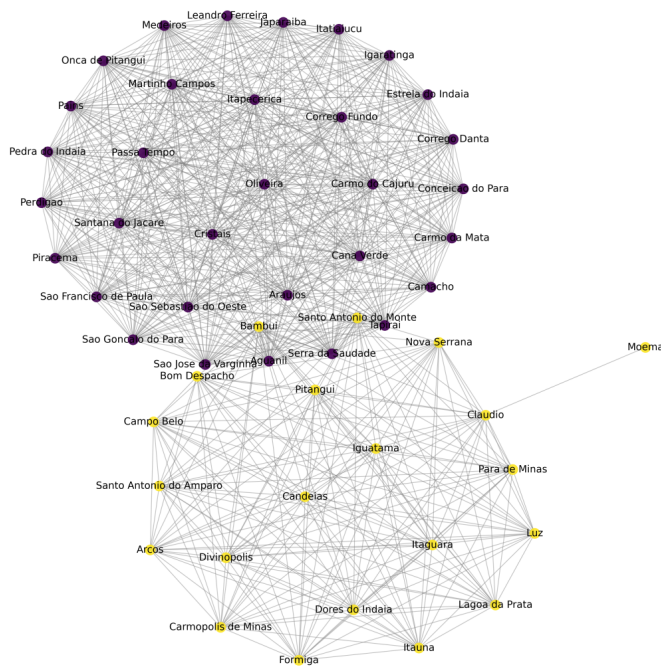 Leandro Ferreira
Japaraiba
Medeiros
Itatiaiucu
Onca de Pitangui
Igaratinga
Martinho Campos
Estrela do Indaia
Itapecerica
Pains
Corrego Fundo
Corrego Danta
Pedra do Indaia
Passa Tempo
Oliveira
Carmo do Cajuru
Conceicao do Para
Perdigao
Santana do Jacare
Cristais
Carmo da Mata
Piracema
Cana Verde
Camacho
Sao Francisco de Paula
Araujos
Sao Sebastiao do Oeste
Santo Antonio do Monte
Bambui
Tapirai
Sao Goncalo do Para
Nova Serrana
Moema
Serra da Saudade
Aguanil
Sao Jose de Varginha
Bom Despacho
Pitangui
Claudio
Campo Belo
Iguatama
Para de Minas
Santo Antonio do Amparo
Candeias
Luz
Itaguara
Arcos
Divinopolis
Lagoa da Prata
Dores do Indaia
Carmopolis de Minas
Itauna
Formiga